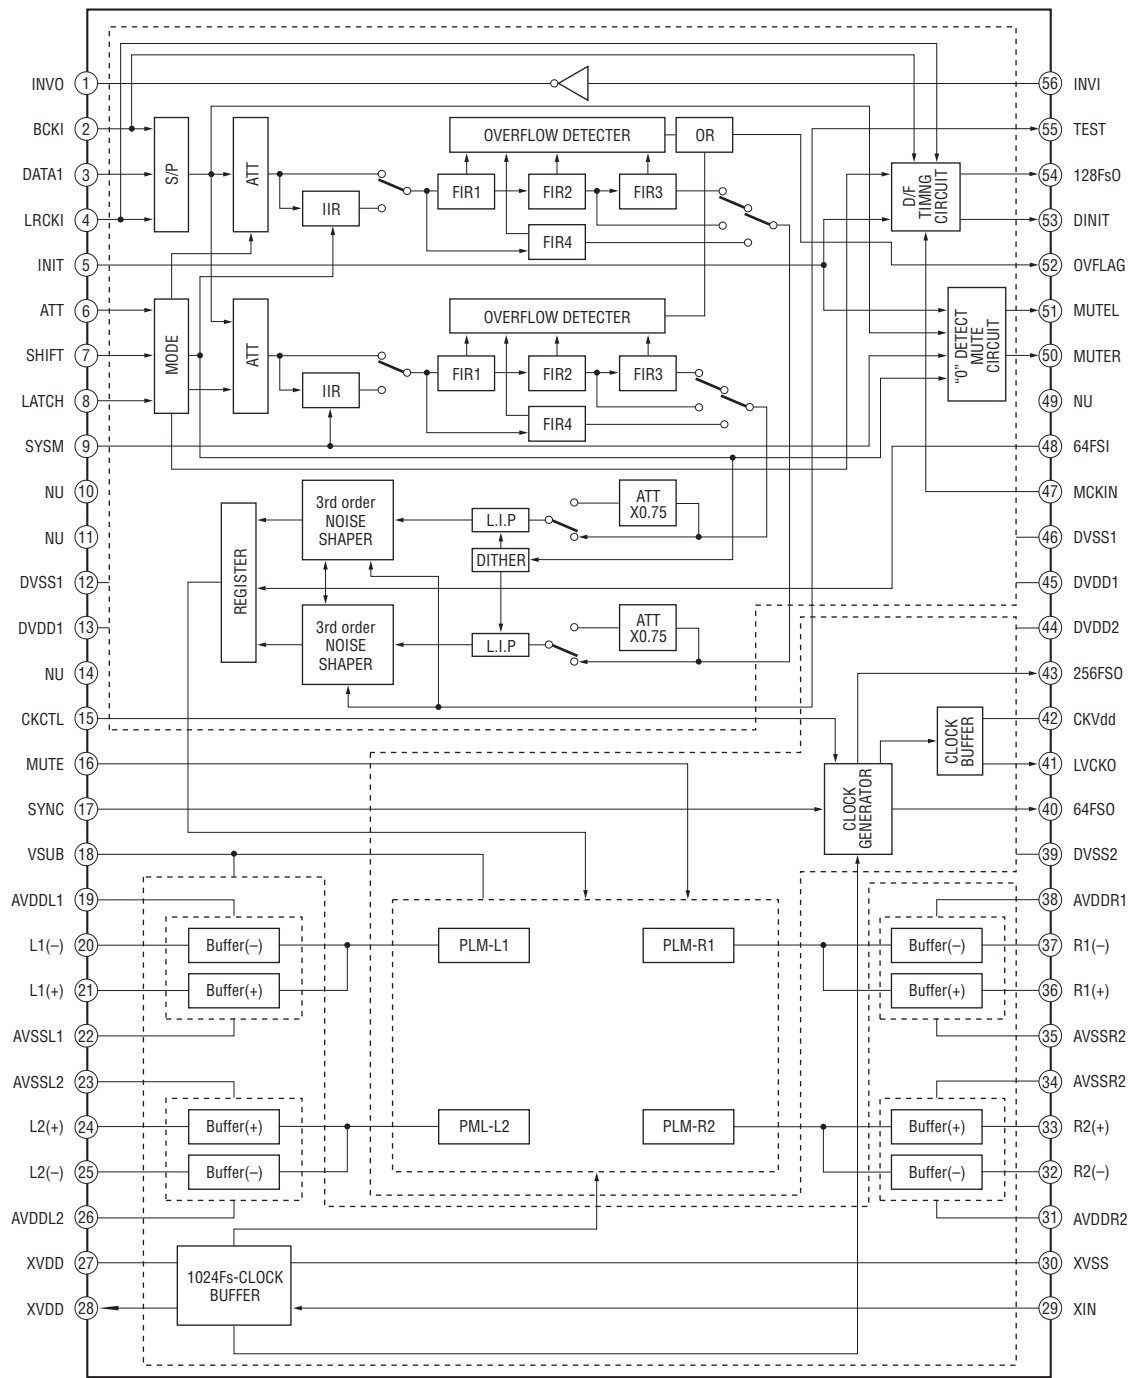 INVO 1
BCKI 2
DATA1 3
LRCKI 4
INIT 5
ATT 6
SHIFT 7
LATCH 8
SYSM 9
NU 10
NU 11
DVSS1 12
DVDD1 13
NU 14
CKCTL 15
MUTE 16
SYNC 17
VSUB 18
AVDDL1 19
L1(–) 20
L1(+) 21
AVSSL1 22
AVSSL2 23
L2(+) 24
L2(–) 25
AVDDL2 26
XVDD 27
XVDD 28
56 INVI
55 TEST
54 128FsO
53 DINIT
52 OVFLAG
51 MUTEL
50 MUTER
49 NU
48 64FSI
47 MCKIN
46 DVSS1
45 DVDD1
44 DVDD2
43 256FSO
42 CKVdd
41 LVCKO
40 64FSO
39 DVSS2
38 AVDDR1
37 R1(–)
36 R1(+)
35 AVSSR2
34 AVSSR2
33 R2(+)
32 R2(–)
31 AVDDR2
30 XVSS
29 XIN
S/P
ATT
IIR
OVERFLOW DETECTER
OR
FIR1
FIR2
FIR3
FIR4
D/F
TIMNG
CIRCUIT
MODE
ATT
IIR
OVERFLOW DETECTER
FIR1
FIR2
FIR3
FIR4
“0” DETECT
MUTE
CIRCUIT
REGISTER
3rd order
NOISE
SHAPER
L.I.P
ATT
X0.75
DITHER
3rd order
NOISE
SHAPER
L.I.P
ATT
X0.75
CLOCK
BUFFER
CLOCK
GENERATOR
Buffer(–)
Buffer(+)
PLM-L1
PLM-R1
Buffer(–)
Buffer(+)
Buffer(+)
Buffer(–)
PML-L2
PLM-R2
Buffer(+)
Buffer(–)
1024Fs-CLOCK
BUFFER